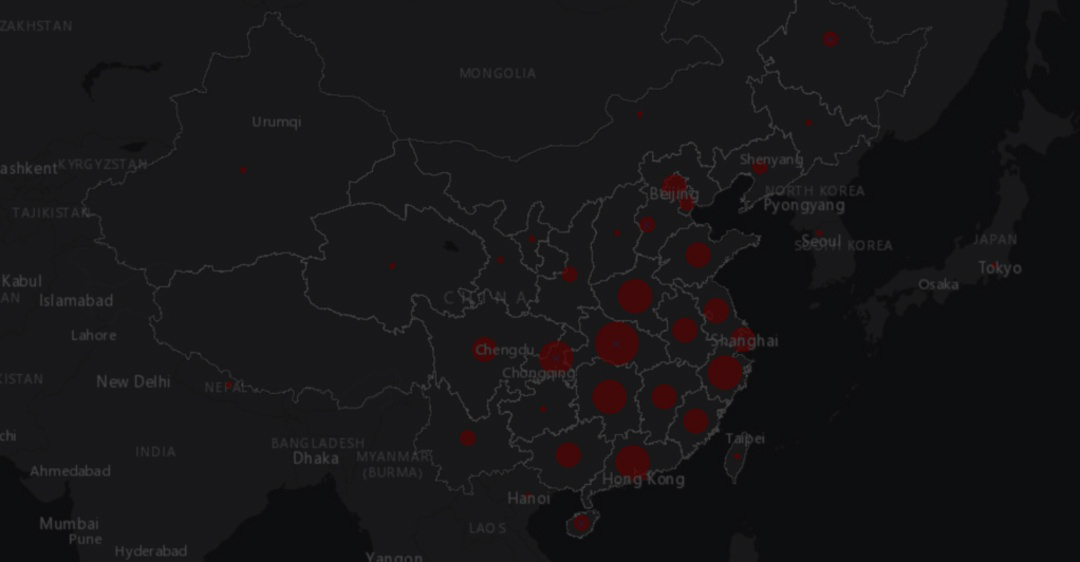 ZAKHSTAN
MONGOLIA
Urumqi
ashkent
KYRGYZSTAN
Shenyang
Beijing
NORTH KOREA
Pyongyang
TAJIKISTAN
Seoul
SOUTH KOREA
JAPAN
Tokyo
Kabul
AN
Islamabad
CHINA
Osaka
Lahore
Shanghai
Chengdu
Chongqing
KISTAN
New Delhi
NEPAL
chi
INDIA
BANGLADESH
Dhaka
MYANMAR
(BURMA)
Taipei
Ahmedabad
Hong Kong
Hanoi
Mumbai
Pune
LAOS
Hyderabad
Yangon